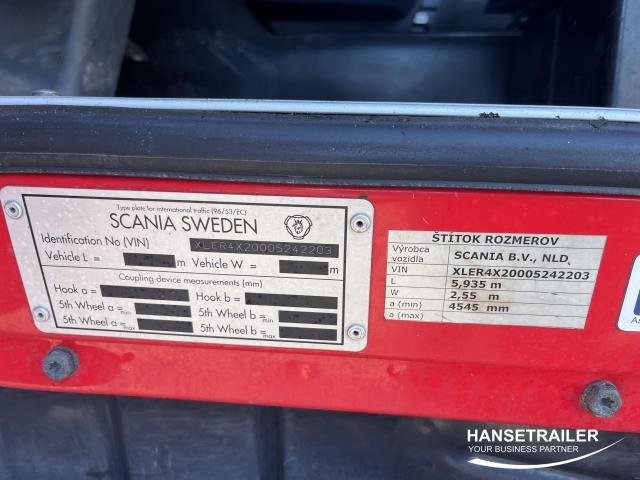 Type plate for international traffic (96/53/EC)
SCANIA SWEDEN
Identification No (VIN) XLER4X20005242203
Vehicle L = m Vehicle W = m
Coupling device measurements (mm)
Hook a = Hook b =
5th Wheel a = min 5th Wheel b = min
5th Wheel a = max 5th Wheel b = max
ŠTÍTOK ROZMEROV
Výrobca vozidla SCANIA B.V., NLD
VIN XLER4X20005242203
L 5,935 m
W 2,55 m
a (min) 4545 mm
a (max)
HANSETRAILER
YOUR BUSINESS PARTNER